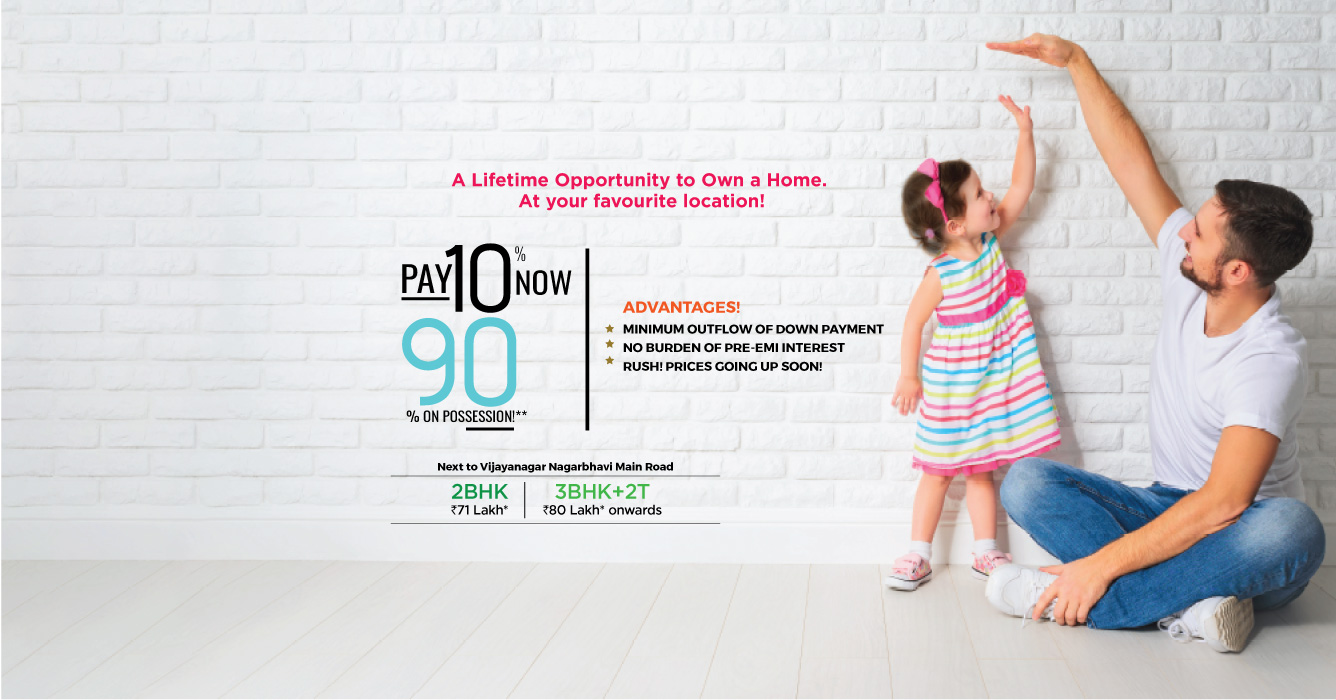 A Lifetime Opportunity to Own a Home.
At your favourite location!
PAY 10% NOW
90
% ON POSSESSION!**
ADVANTAGES!
MINIMUM OUTFLOW OF DOWN PAYMENT
NO BURDEN OF PRE-EMI INTEREST
RUSH! PRICES GOING UP SOON!
Next to Vijayanagar Nagarbhavi Main Road
2BHK
₹71 Lakh*
3BHK+2T
₹80 Lakh* onwards